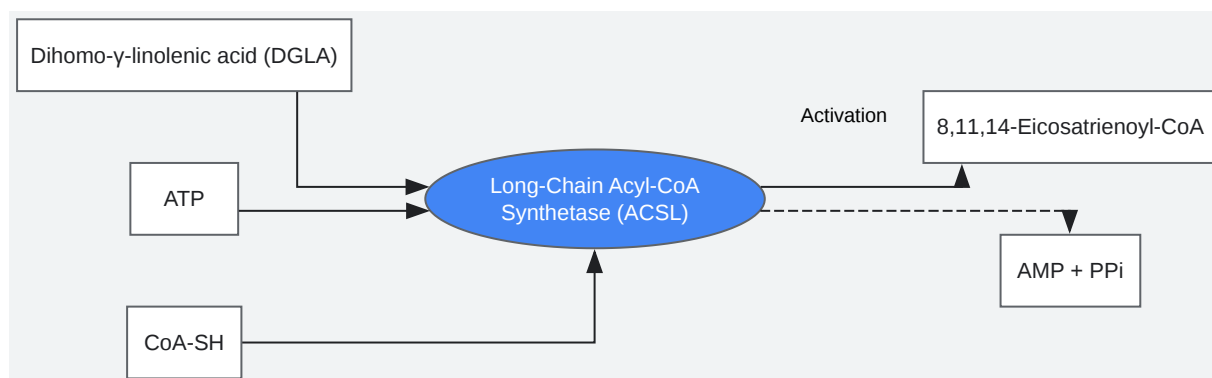 Dihomo-γ-linolenic acid (DGLA)
Activation
8,11,14-Eicosatrienoyl-CoA
ATP
Long-Chain Acyl-CoA
Synthetase (ACSL)
AMP + PPi
CoA-SH